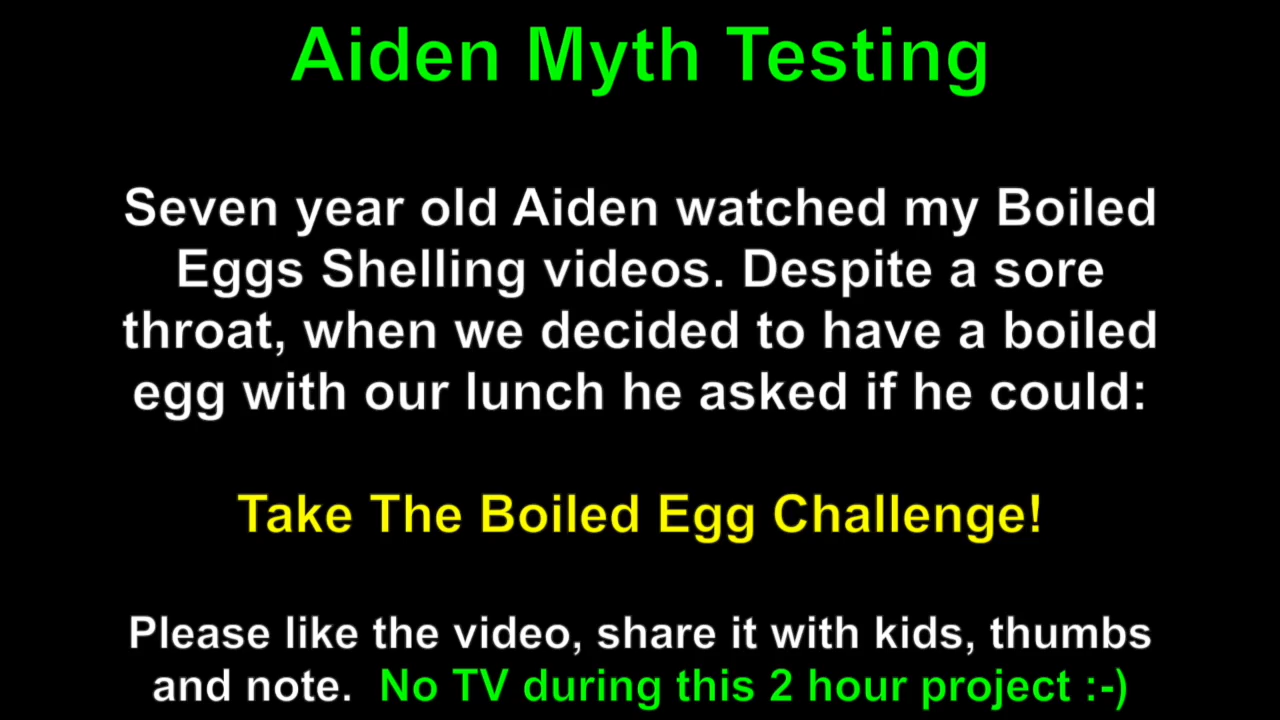 Aiden Myth Testing
Seven year old Aiden watched my Boiled
Eggs Shelling videos. Despite a sore
throat, when we decided to have a boiled
egg with our lunch he asked if he could:
Take The Boiled Egg Challenge!
Please like the video, share it with kids, thumbs
and note. No TV during this 2 hour project :-)